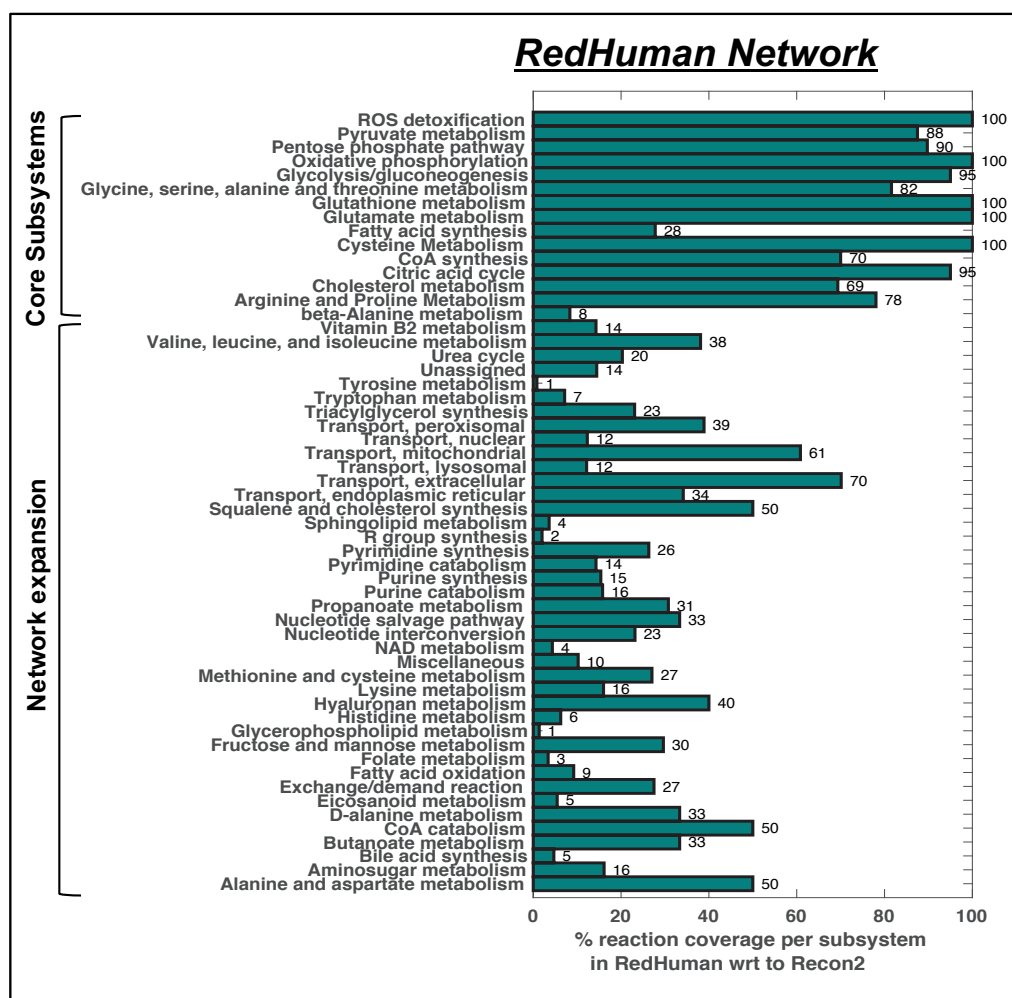 RedHuman Network
Core Subsystems
ROS detoxification 100
Pyruvate metabolism 88
Pentose phosphate pathway 90
Oxidative phosphorylation 100
Glycolysis/gluconeogenesis 95
Glycine, serine, alanine and threonine metabolism 82
Glutathione metabolism 100
Glutamate metabolism 100
Fatty acid synthesis 28
Cysteine Metabolism 100
CoA synthesis 70
Citric acid cycle 95
Cholesterol metabolism 69
Arginine and Proline Metabolism 78
beta-Alanine metabolism 8
Network expansion
Vitamin B2 metabolism 14
Valine, leucine, and isoleucine metabolism 38
Urea cycle 20
Unassigned 14
Tyrosine metabolism 1
Tryptophan metabolism 7
Triacylglycerol synthesis 23
Transport, peroxisomal 39
Transport, nuclear 12
Transport, mitochondrial 61
Transport, lysosomal 12
Transport, extracellular 70
Transport, endoplasmic reticular 34
Squalene and cholesterol synthesis 50
Sphingolipid metabolism 4
R group synthesis 2
Pyrimidine synthesis 26
Pyrimidine catabolism 14
Purine synthesis 15
Purine catabolism 16
Propanoate metabolism 31
Nucleotide salvage pathway 33
Nucleotide interconversion 23
NAD metabolism 4
Miscellaneous 10
Methionine and cysteine metabolism 27
Lysine metabolism 16
Hyaluronan metabolism 40
Histidine metabolism 6
Glycerophospholipid metabolism 1
Fructose and mannose metabolism 30
Folate metabolism 3
Fatty acid oxidation 9
Exchange/demand reaction 27
Eicosanoid metabolism 5
D-alanine metabolism 33
CoA catabolism 50
Butanoate metabolism 33
Bile acid synthesis 5
Aminosugar metabolism 16
Alanine and aspartate metabolism 50
0 20 40 60 80 100
% reaction coverage per subsystem
in RedHuman wrt to Recon2